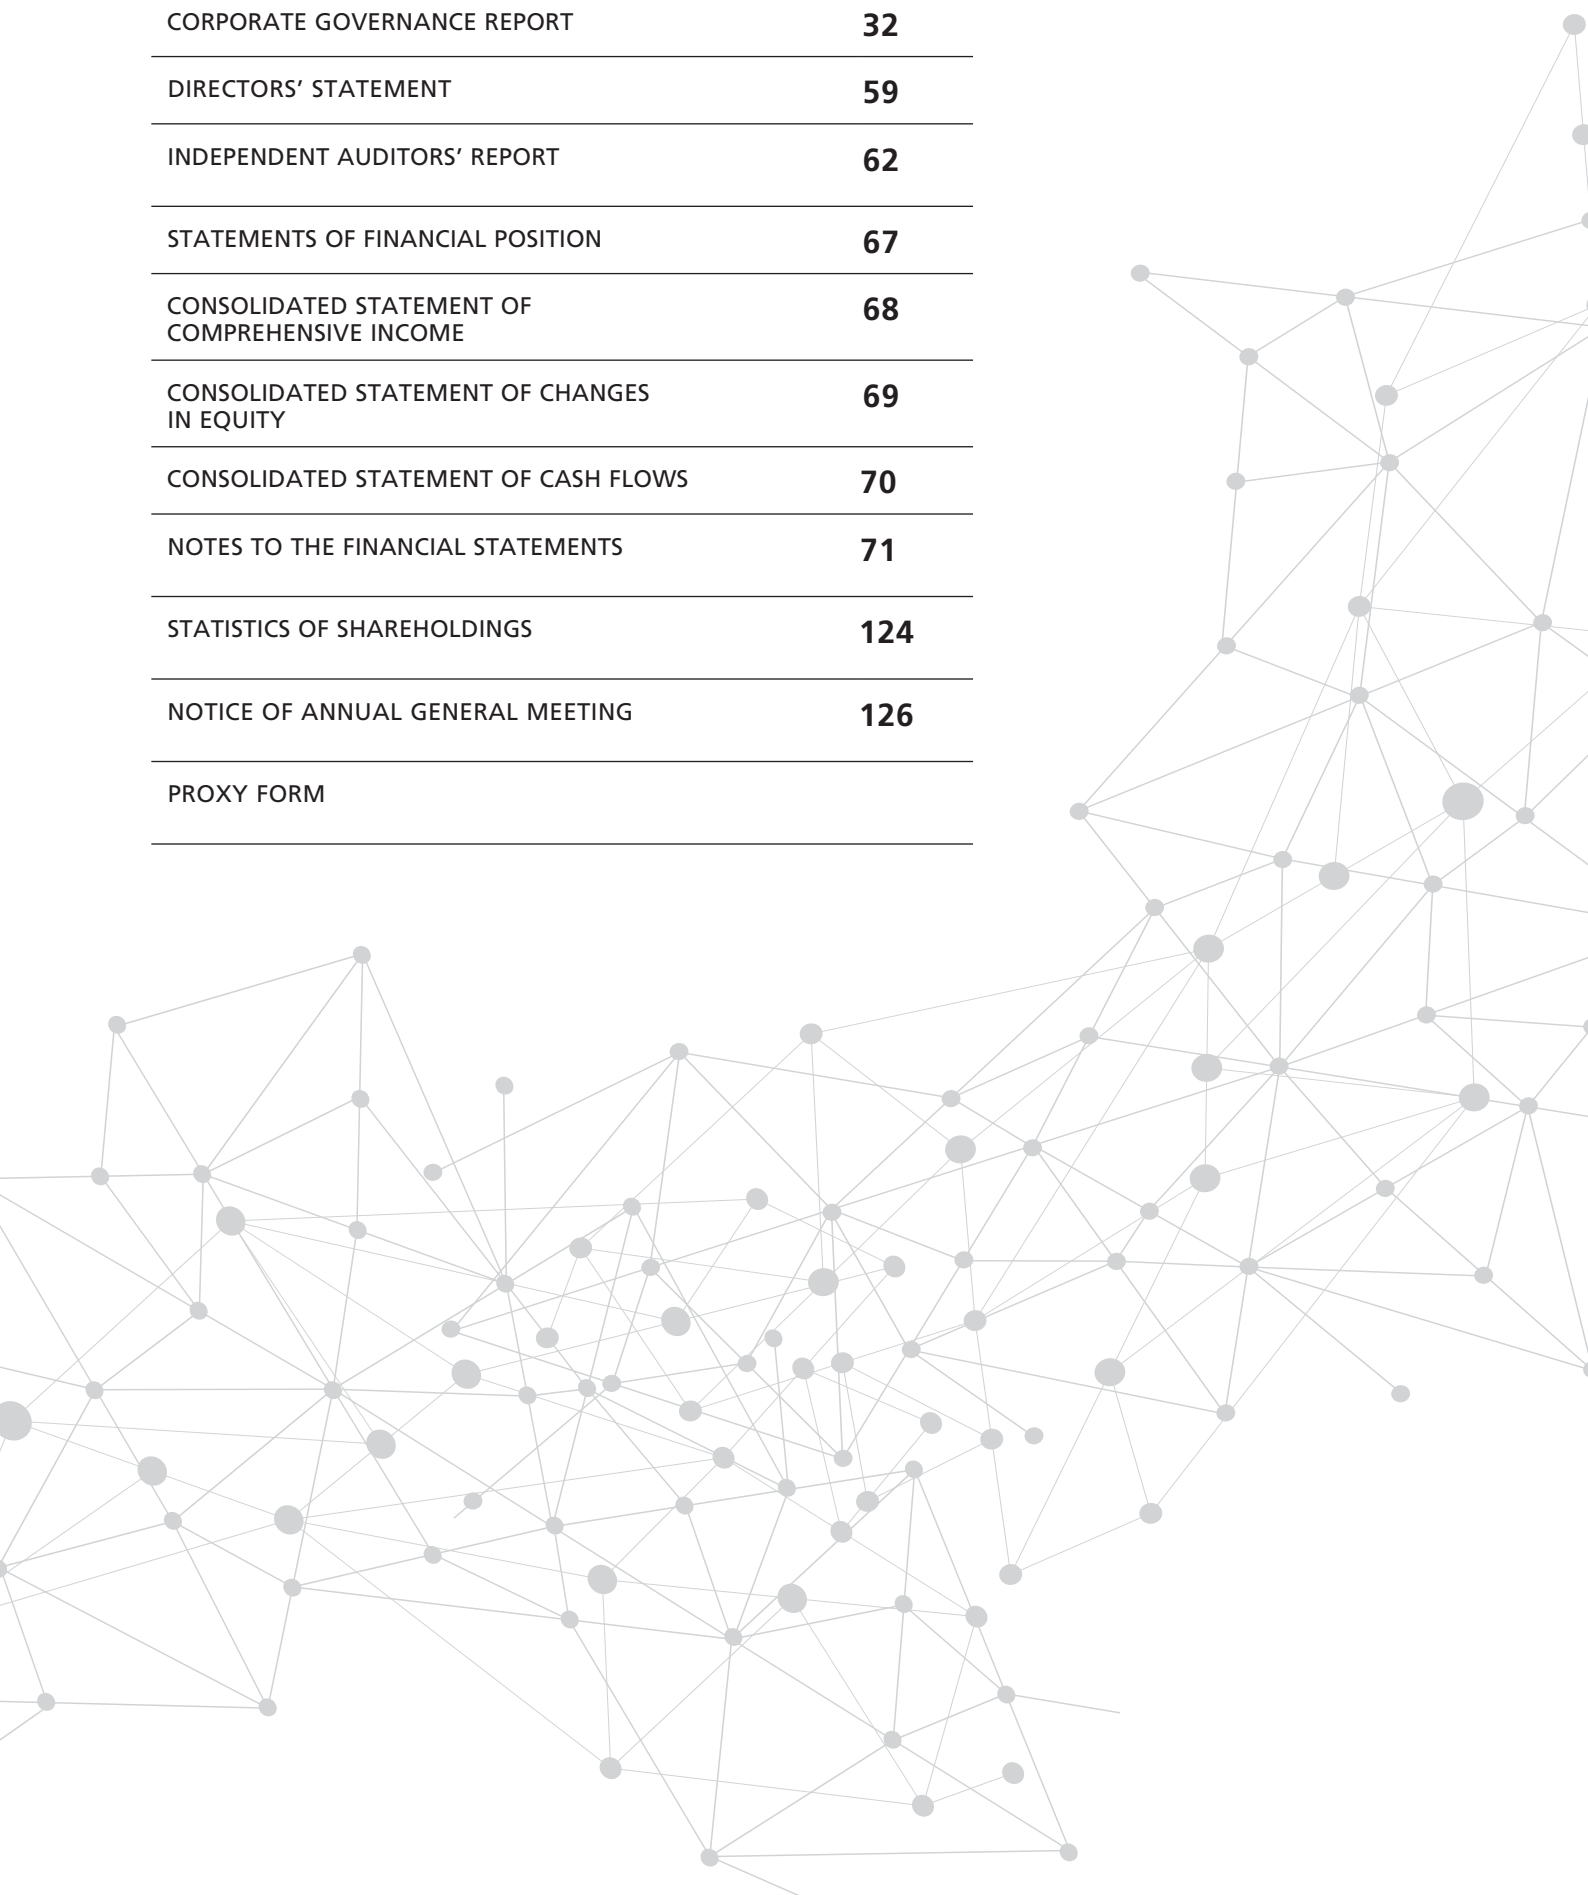 CORPORATE GOVERNANCE REPORT 32
DIRECTORS’ STATEMENT 59
INDEPENDENT AUDITORS’ REPORT 62
STATEMENTS OF FINANCIAL POSITION 67
CONSOLIDATED STATEMENT OF 68
COMPREHENSIVE INCOME
CONSOLIDATED STATEMENT OF CHANGES 69
IN EQUITY
CONSOLIDATED STATEMENT OF CASH FLOWS 70
NOTES TO THE FINANCIAL STATEMENTS 71
STATISTICS OF SHAREHOLDINGS 124
NOTICE OF ANNUAL GENERAL MEETING 126
PROXY FORM